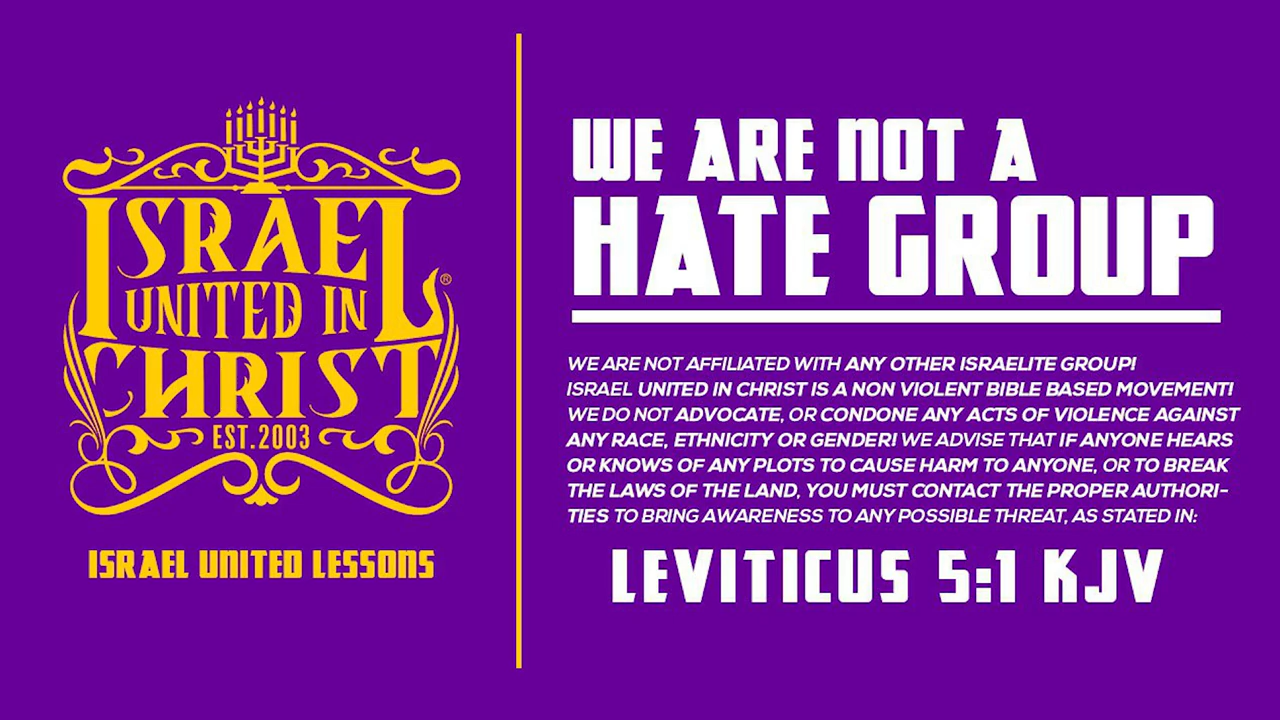 ISRAEL
UNITED IN
CHRIST
EST. 2003
®
ISRAEL UNITED LESSONS
WE ARE NOT A
HATE GROUP
WE ARE NOT AFFILIATED WITH ANY OTHER ISRAELITE GROUP!
ISRAEL UNITED IN CHRIST IS A NON VIOLENT BIBLE BASED MOVEMENT!
WE DO NOT ADVOCATE, OR CONDONE ANY ACTS OF VIOLENCE AGAINST
ANY RACE, ETHNICITY OR GENDER! WE ADVISE THAT IF ANYONE HEARS
OR KNOWS OF ANY PLOTS TO CAUSE HARM TO ANYONE, OR TO BREAK
THE LAWS OF THE LAND, YOU MUST CONTACT THE PROPER AUTHORI-
TIES TO BRING AWARENESS TO ANY POSSIBLE THREAT, AS STATED IN:
LEVITICUS 5:1 KJV